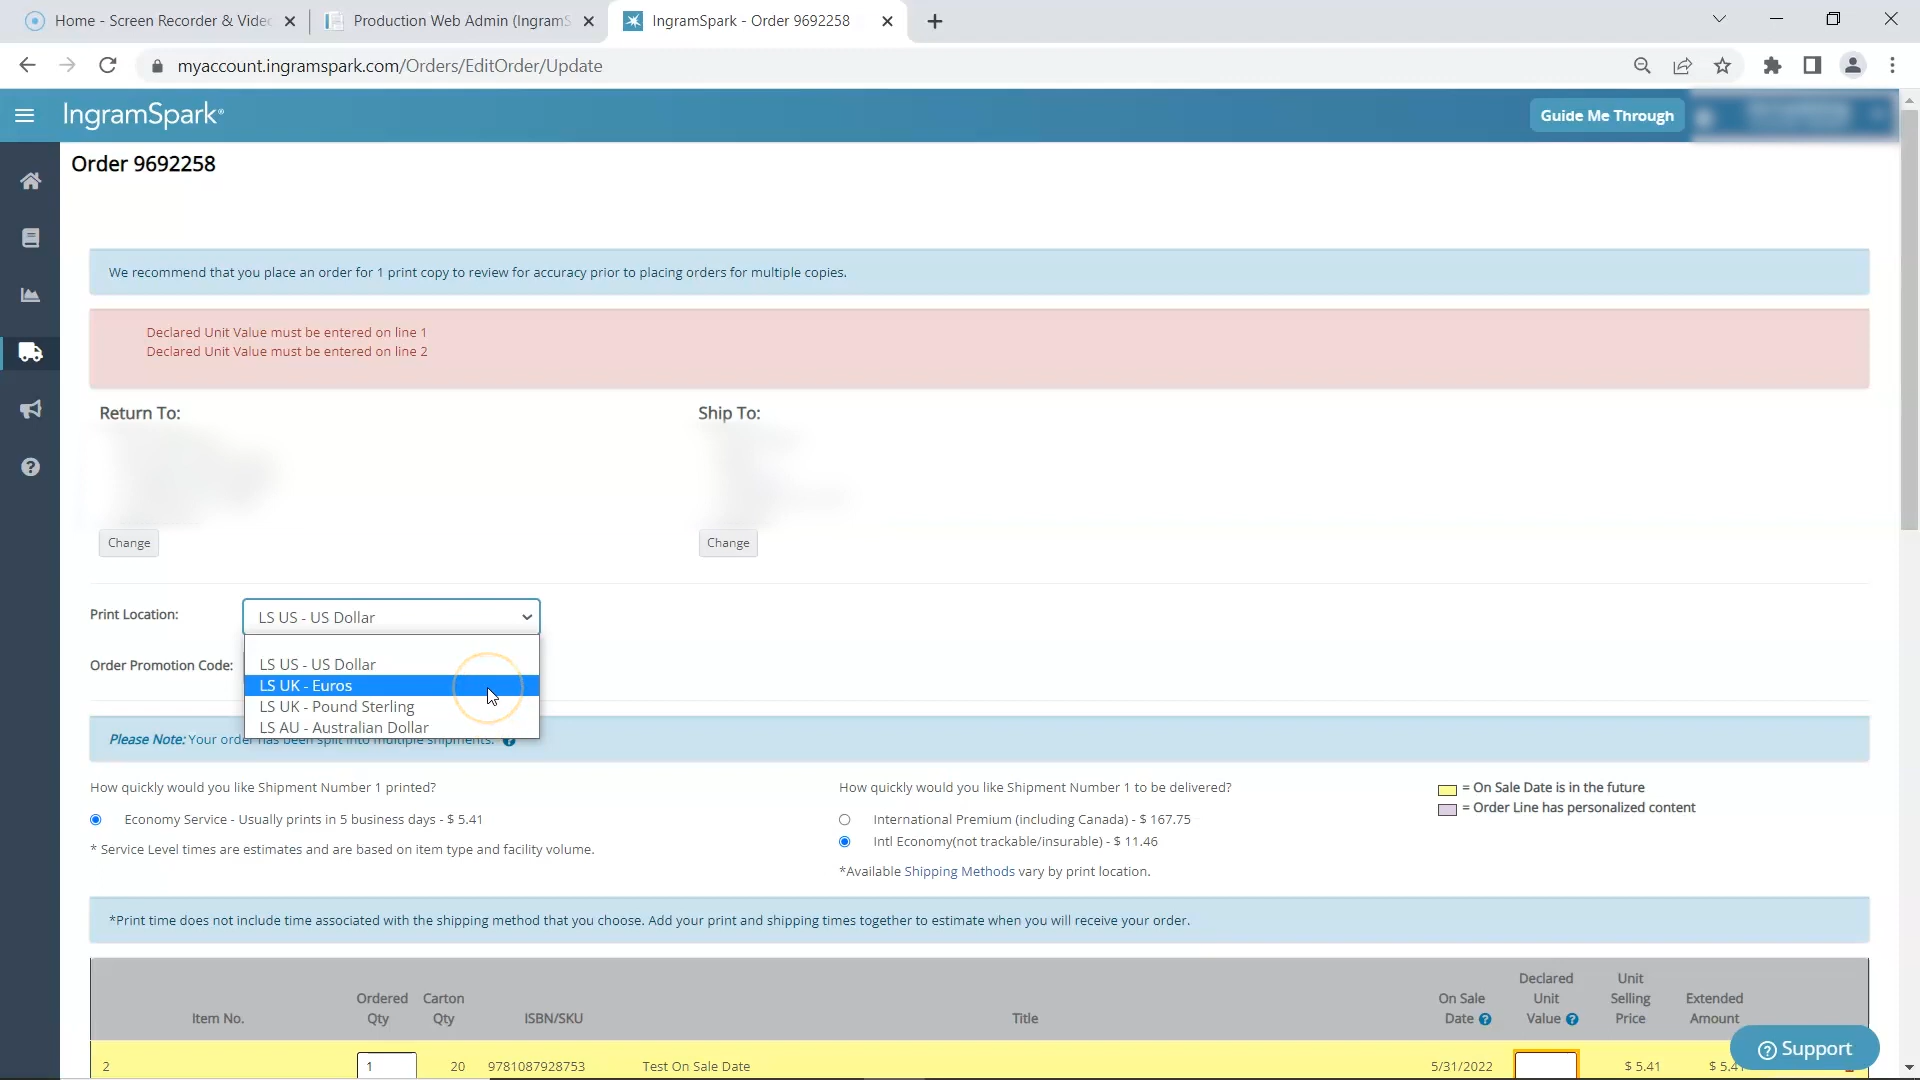 Home - Screen Recorder & Vide
Production Web Admin (IngramS
IngramSpark - Order 9692258
myaccount.ingramspark.com/Orders/EditOrder/Update
IngramSpark®
Guide Me Through
Order 9692258
We recommend that you place an order for 1 print copy to review for accuracy prior to placing orders for multiple copies.
Declared Unit Value must be entered on line 1
Declared Unit Value must be entered on line 2
Return To:
Ship To:
Change
Change
Print Location:
LS US - US Dollar
LS US - US Dollar
Order Promotion Code:
LS UK - Euros
LS UK - Pound Sterling
LS AU - Australian Dollar
Please Note: Your order has been split into multiple shipments.
How quickly would you like Shipment Number 1 printed?
Economy Service - Usually prints in 5 business days - $ 5.41
* Service Level times are estimates and are based on item type and facility volume.
How quickly would you like Shipment Number 1 to be delivered?
International Premium (including Canada) - $ 167.75
Intl Economy(not trackable/insurable) - $ 11.46
*Available Shipping Methods vary by print location.
= On Sale Date is in the future
= Order Line has personalized content
*Print time does not include time associated with the shipping method that you choose. Add your print and shipping times together to estimate when you will receive your order.
Item No.
Ordered Qty
Carton Qty
ISBN/SKU
Title
On Sale Date
Declared Unit Value
Unit Selling Price
Extended Amount
2
1
20
9781087928753
Test On Sale Date
5/31/2022
$ 5.41
$ 5.4
Support